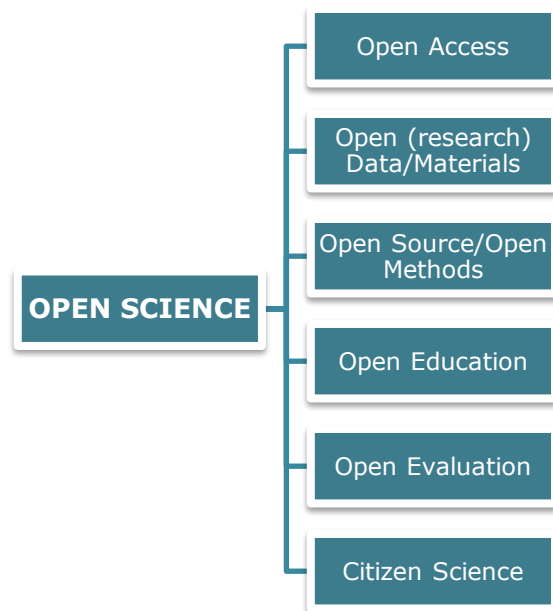 OPEN SCIENCE
Open Access
Open (research)
Data/Materials
Open Source/Open
Methods
Open Education
Open Evaluation
Citizen Science